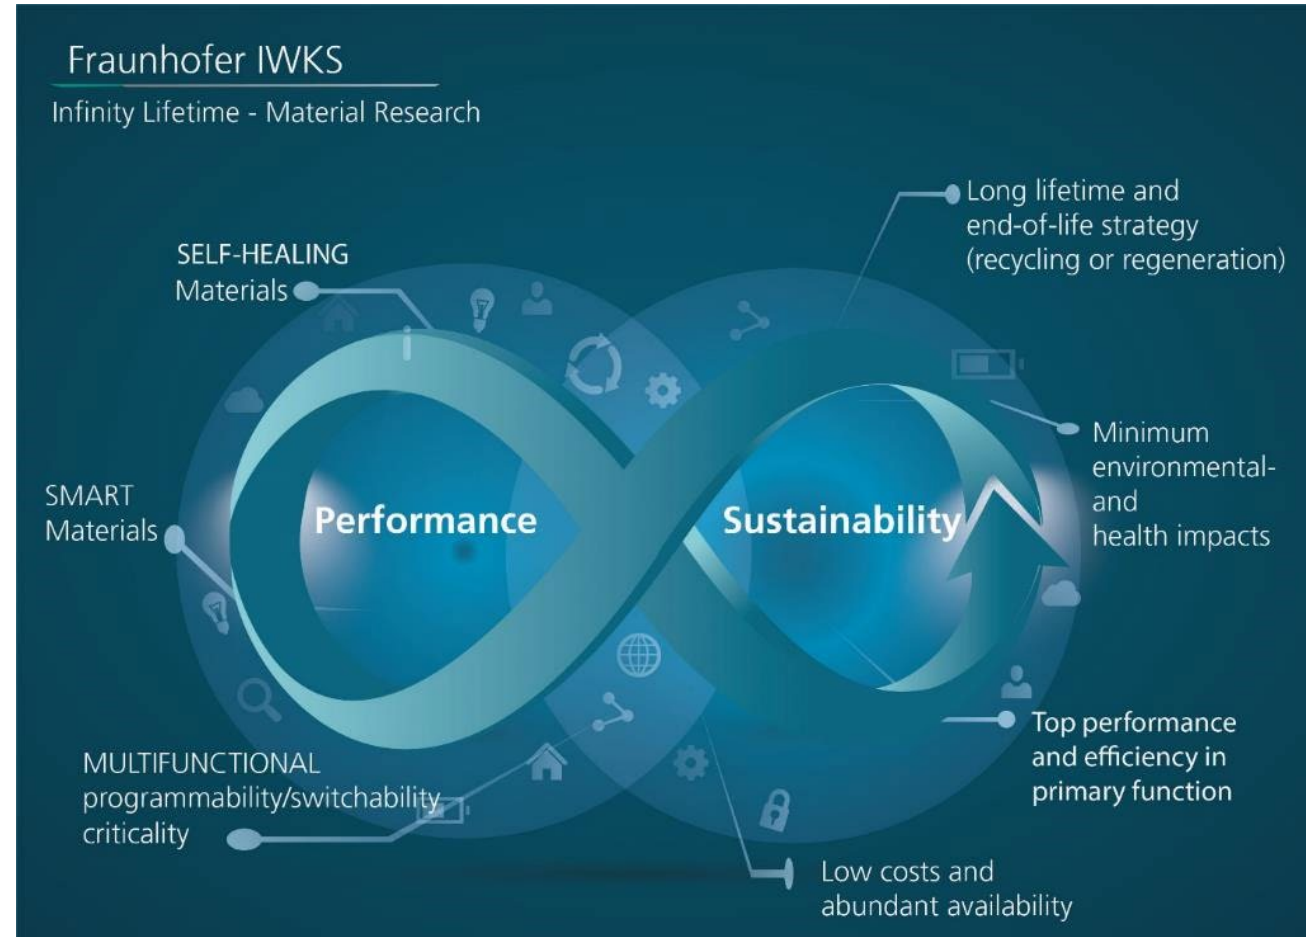 Fraunhofer IWKS
Infinity Lifetime - Material Research
Long lifetime and
end-of-life strategy
(recycling or regeneration)
SELF-HEALING
Materials
Minimum
environmental-
and
health impacts
SMART
Materials
Performance
Sustainability
Top performance
and efficiency in
primary function
MULTIFUNCTIONAL
programmability/switchability
criticality
Low costs and
abundant availability